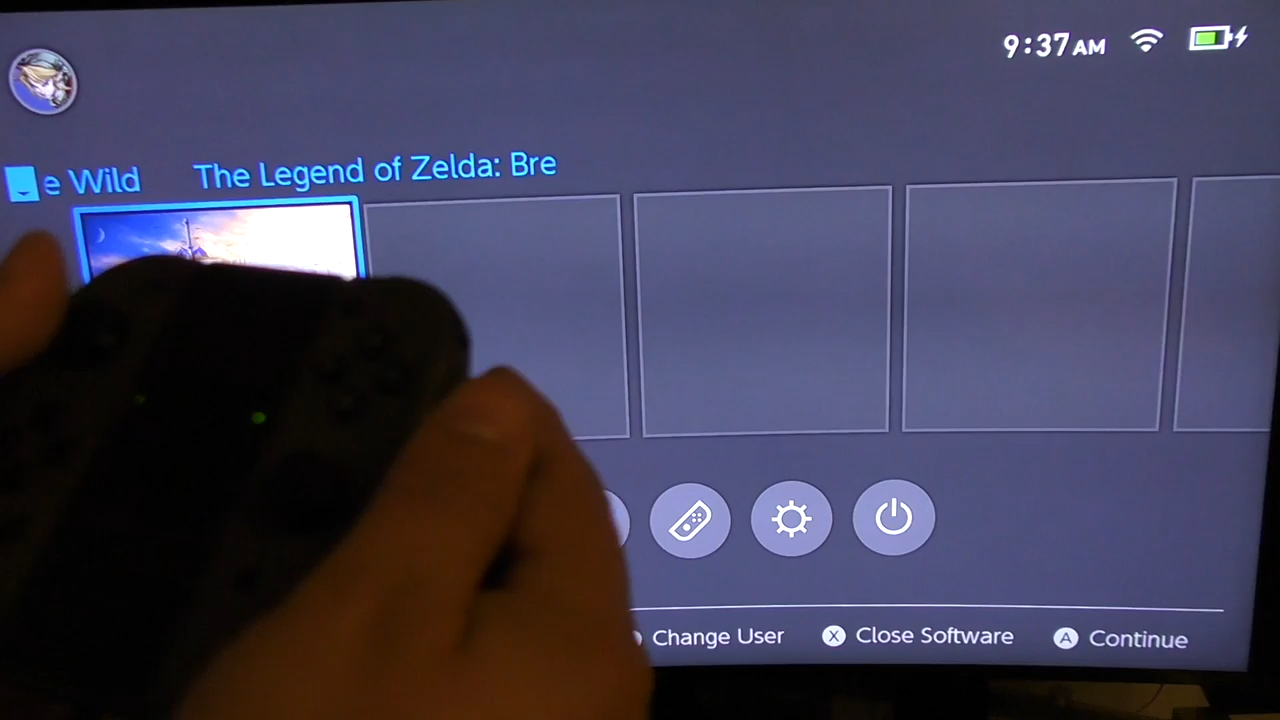 9:37AM
e Wild The Legend of Zelda: Bre
Change User X Close Software A Continue